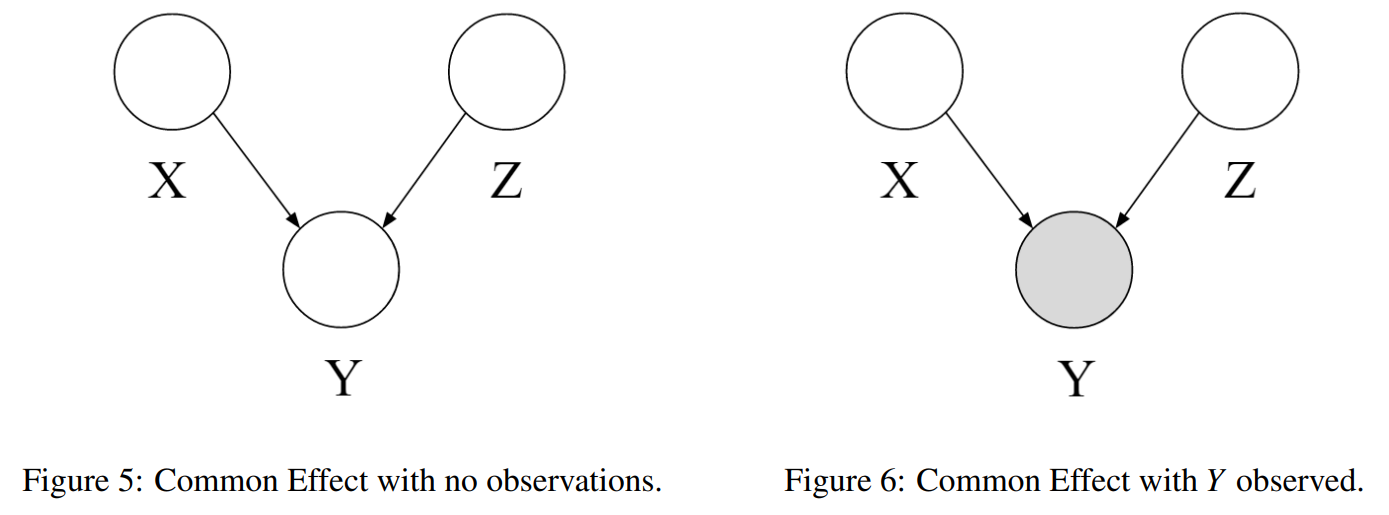 X
Z
Y
Figure 5: Common Effect with no observations.
X
Z
Y
Figure 6: Common Effect with Y observed.